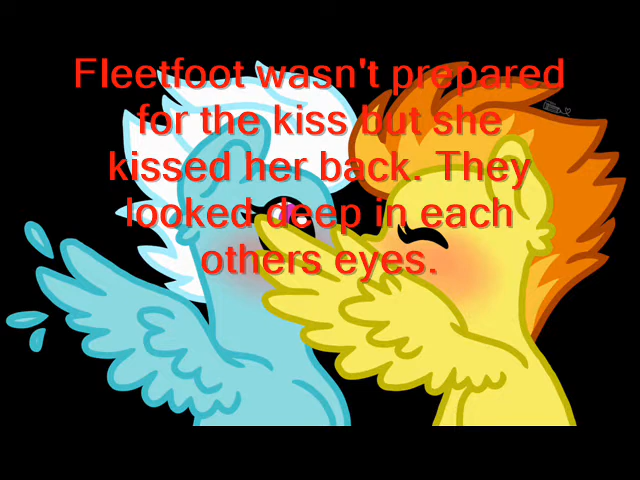 Fleetfoot wasn't prepared
for the kiss but she
kissed her back. They
looked deep in each
others eyes.